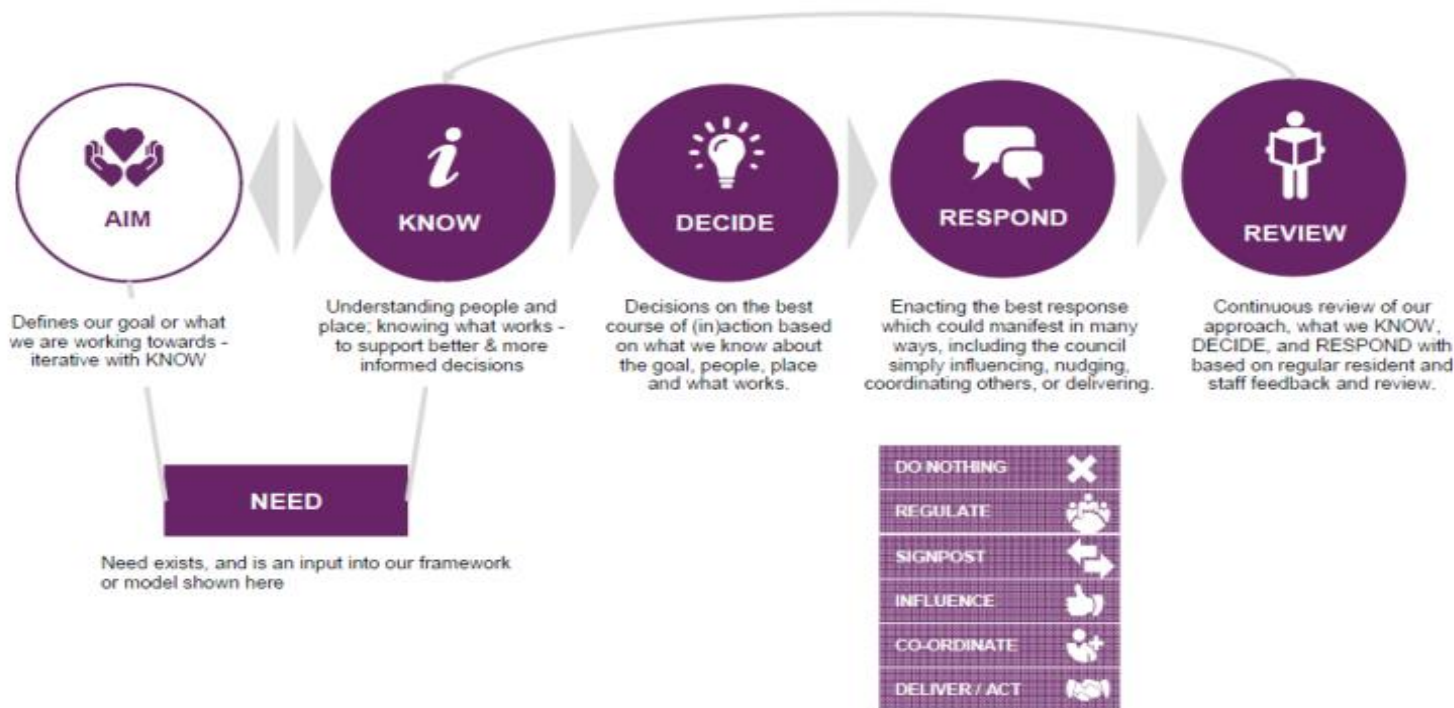 AIM
KNOW
DECIDE
RESPOND
REVIEW
Defines our goal or what
we are working towards -
iterative with KNOW
Understanding people and
place; knowing what works -
to support better & more
informed decisions
Decisions on the best
course of (in)action based
on what we know about
the goal, people, place
and what works.
Enacting the best response
which could manifest in many
ways, including the council
simply influencing, nudging,
coordinating others, or delivering.
Continuous review of our
approach, what we KNOW,
DECIDE, and RESPOND with
based on regular resident and
staff feedback and review.
NEED
Need exists, and is an input into our framework
or model shown here
DO NOTHING
REGULATE
SIGNPOST
INFLUENCE
CO-ORDINATE
DELIVER / ACT